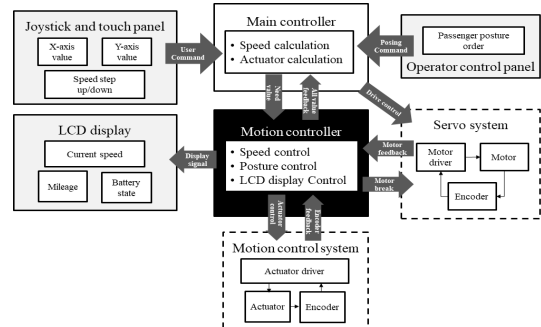 Joystick and touch panel
X-axis
value
Y-axis
value
Speed step
up/down
User
Command
Main controller
• Speed calculation
• Actuator calculation
Posing
Command
Passenger posture
order
Operator control panel
Need
value
All value
feedback
Drive control
LCD display
Current speed
Mileage
Battery
state
Display
signal
Motion controller
• Speed control
• Posture control
• LCD display Control
Motor
feedback
Motor
break
Servo system
Motor
driver
Motor
Encoder
Actuator
control
Encoder
feedback
Motion control system
Actuator driver
Actuator
Encoder